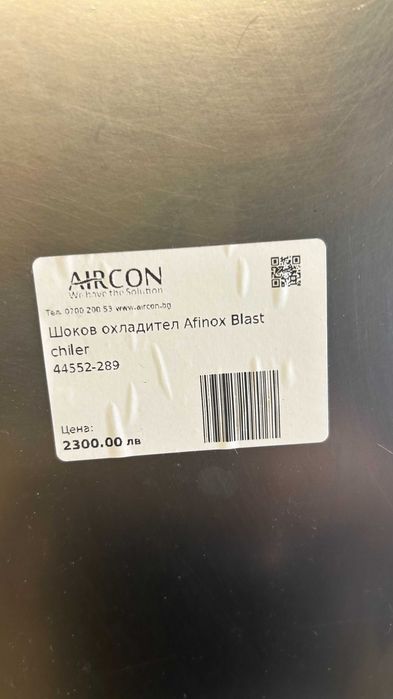 AIRCON
We have the Solution
Тел. 0700 200 53 www.aircon.bg
Шоков охладител Afinox Blast
chiler
44552-289
Цена:
2300.00 лв